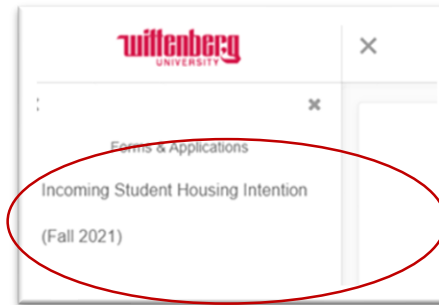 wittenberg
UNIVERSITY
Forms & Applications
Incoming Student Housing Intention
(Fall 2021)